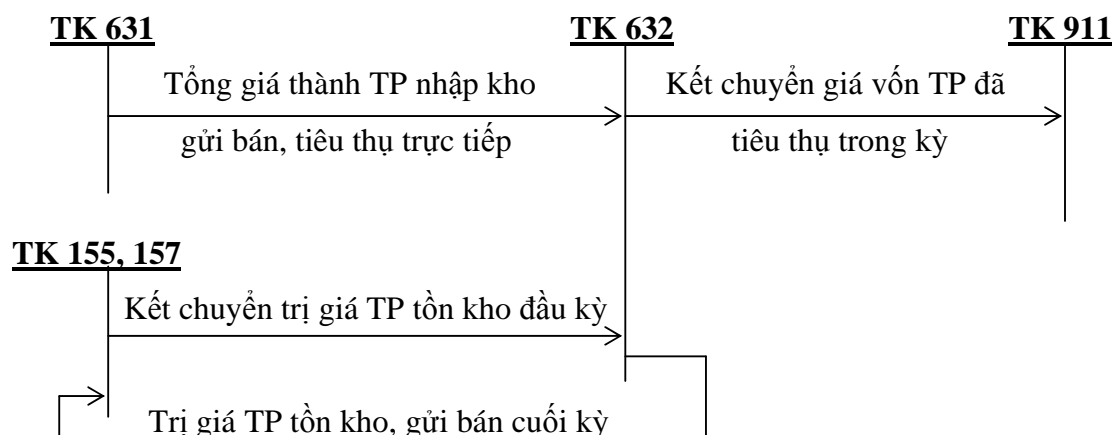 TK 631 TK 632 TK 911
Tổng giá thành TP nhập kho
gửi bán, tiêu thụ trực tiếp
Kết chuyển giá vốn TP đã
tiêu thụ trong kỳ
TK 155, 157
Kết chuyển trị giá TP tồn kho đầu kỳ
Trị giá TP tồn kho, gửi bán cuối kỳ